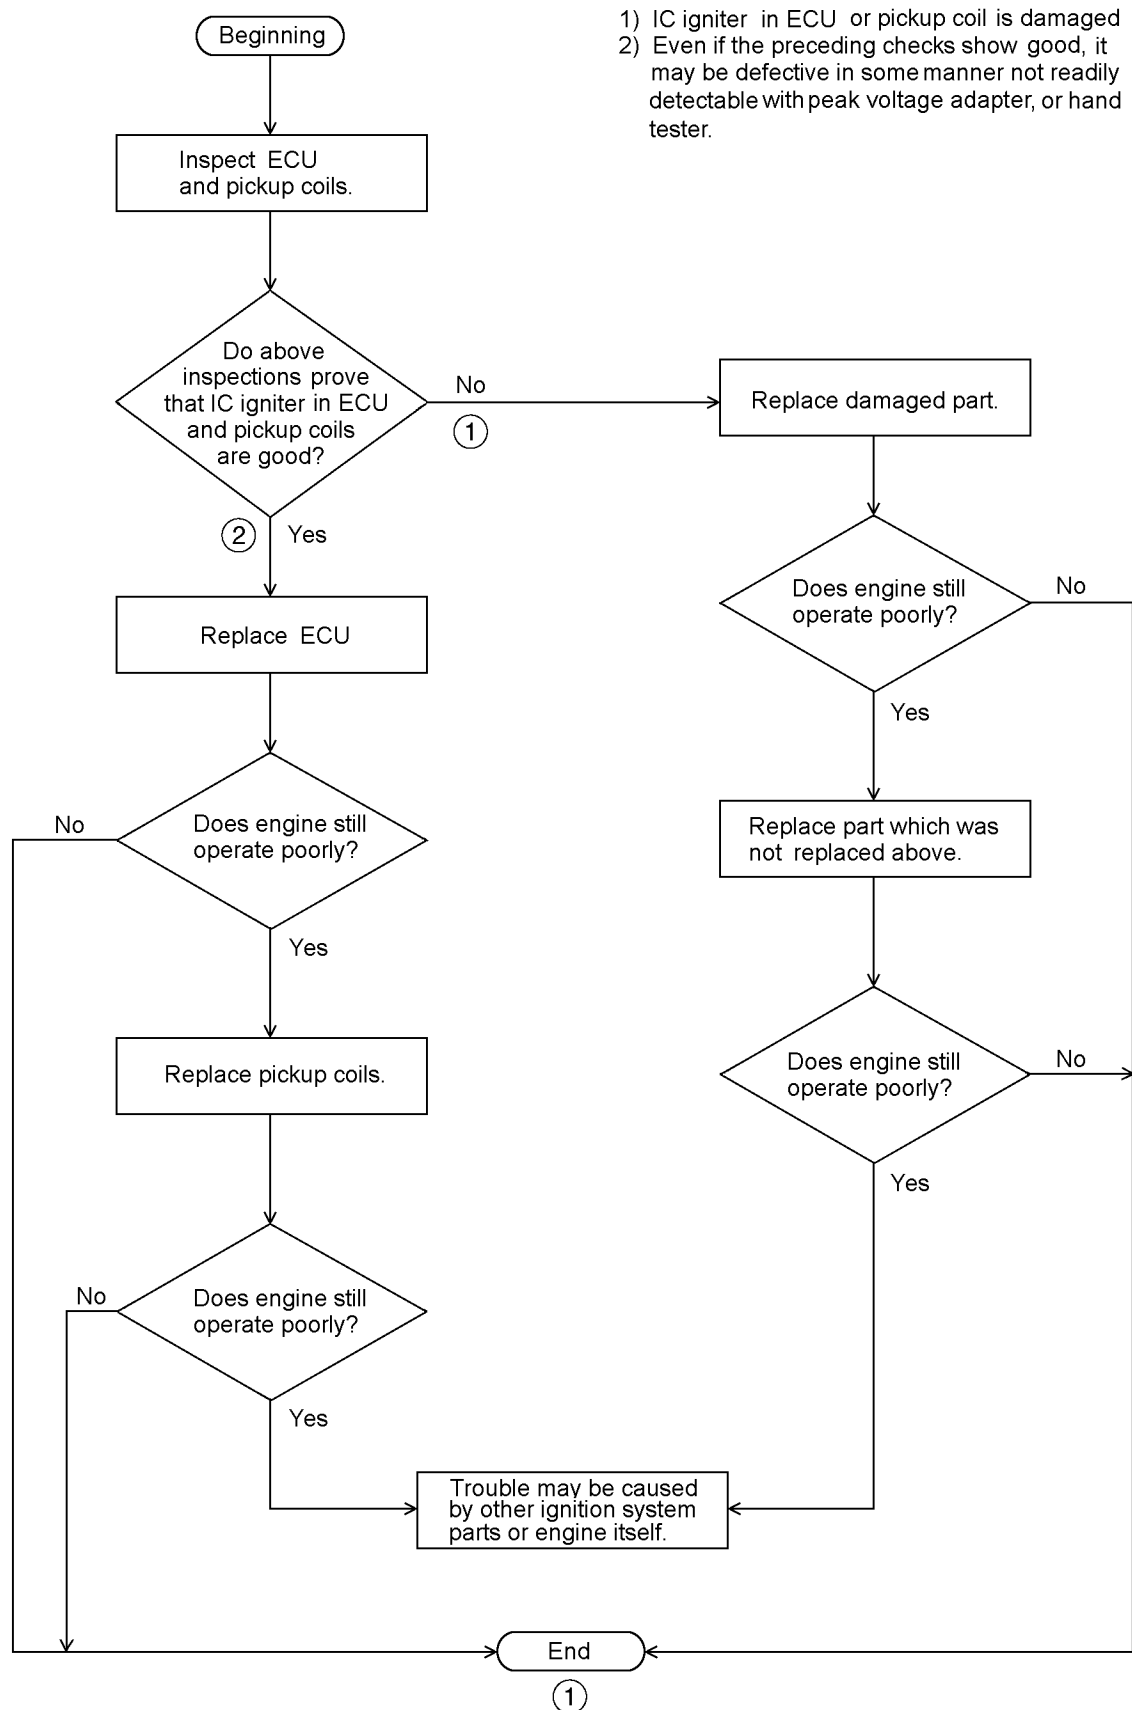 1) IC igniter in ECU or pickup coil is damaged
2) Even if the preceding checks show good, it
may be defective in some manner not readily
detectable with peak voltage adapter, or hand
tester.
Beginning
Inspect ECU
and pickup coils.
Do above
inspections prove
that IC igniter in ECU
and pickup coils
are good?
No
①
② Yes
Replace damaged part.
Does engine still
operate poorly?
No
Yes
Replace part which was
not replaced above.
Does engine still
operate poorly?
No
Yes
Replace ECU
Does engine still
operate poorly?
No
Yes
Replace pickup coils.
Does engine still
operate poorly?
No
Yes
Trouble may be caused
by other ignition system
parts or engine itself.
End
①